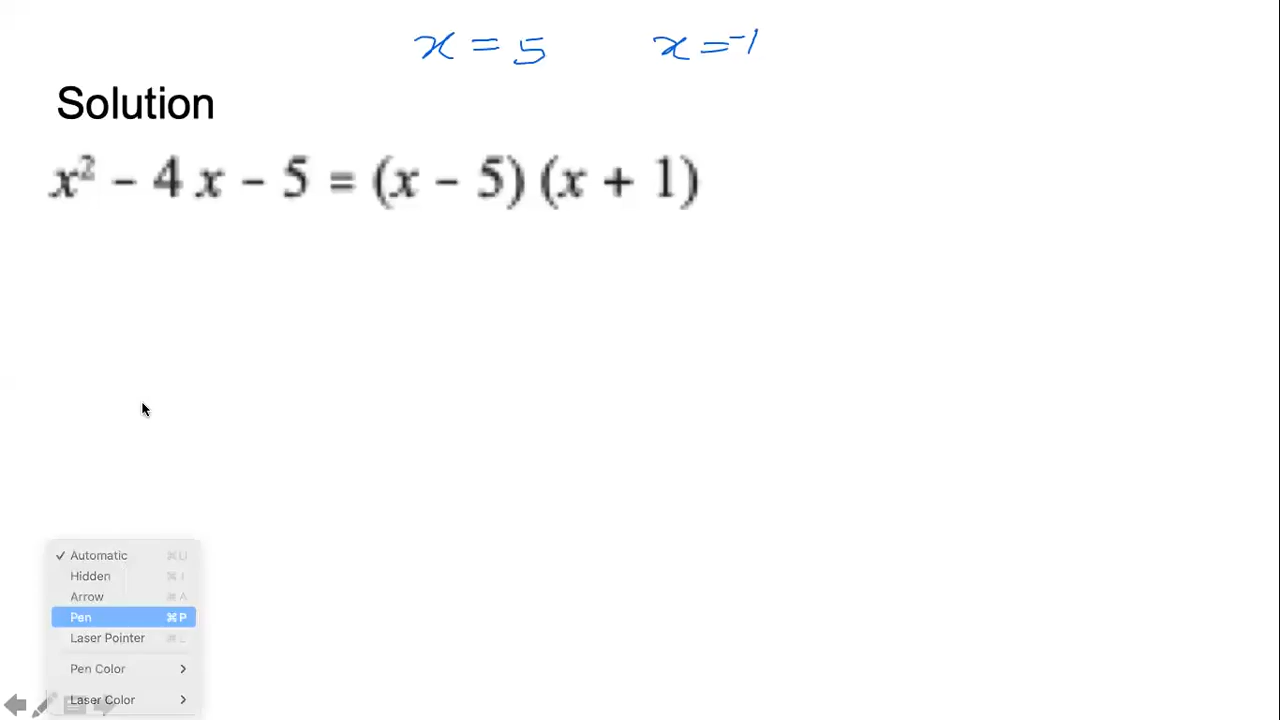 x = 5 x = -1
Solution
x² – 4 x – 5 = (x – 5) (x + 1)
✓ Automatic ⌘U
Hidden ⌘I
Arrow ⌘A
Pen ⌘P
Laser Pointer ⌘L
Pen Color >
Laser Color >